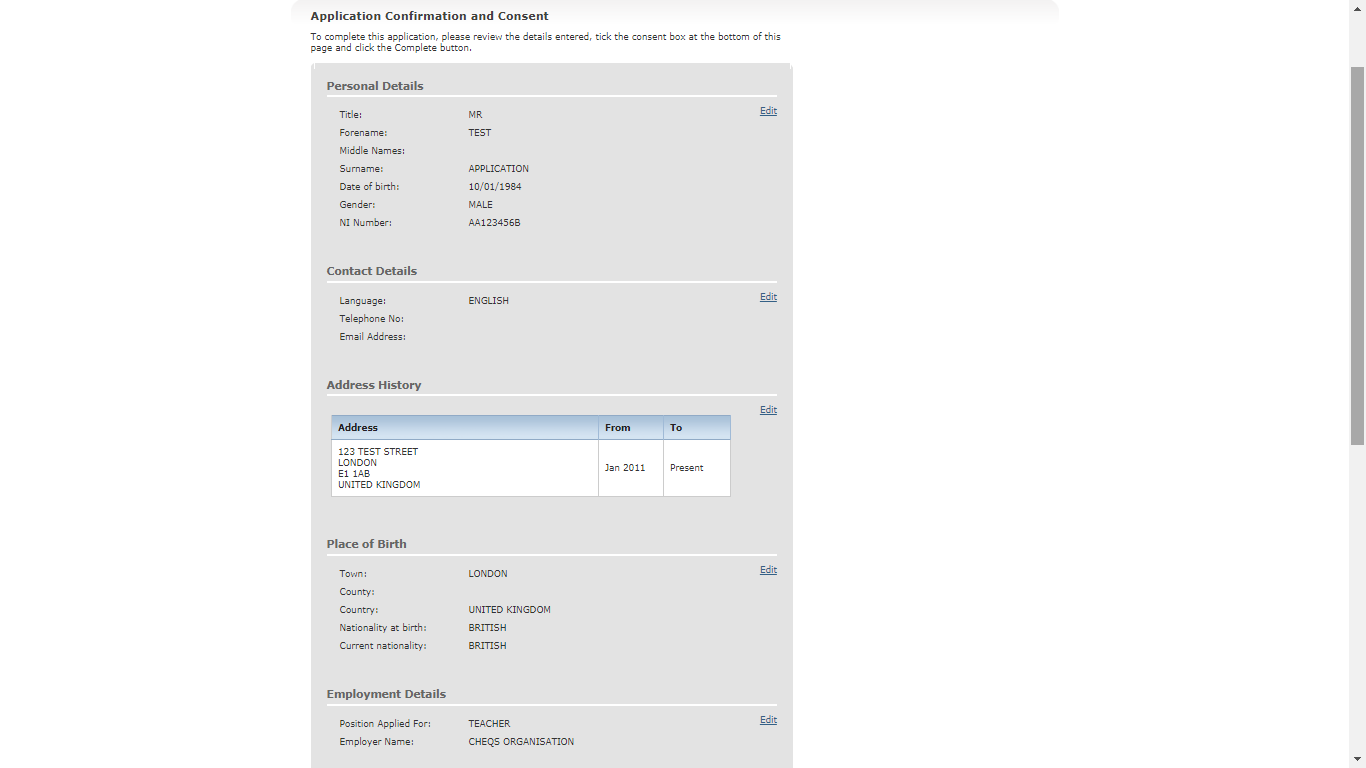 Application Confirmation and Consent
To complete this application, please review the details entered, tick the consent box at the bottom of this
page and click the Complete button.
Personal Details
Edit
Title: MR
Forename: TEST
Middle Names:
Surname: APPLICATION
Date of birth: 10/01/1984
Gender: MALE
NI Number: AA123456B
Contact Details
Edit
Language: ENGLISH
Telephone No:
Email Address:
Address History
Edit
Address From To
123 TEST STREET
LONDON
Jan 2011 Present
E1 1AB
UNITED KINGDOM
Place of Birth
Edit
Town: LONDON
County:
Country: UNITED KINGDOM
Nationality at birth: BRITISH
Current nationality: BRITISH
Employment Details
Edit
Position Applied For: TEACHER
Employer Name: CHEQS ORGANISATION